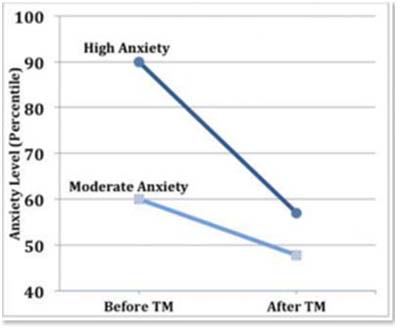 100
High Anxiety
90
80
70
Moderate Anxiety
60
50
40
Anxiety Level (Percentile)
Before TM
After TM